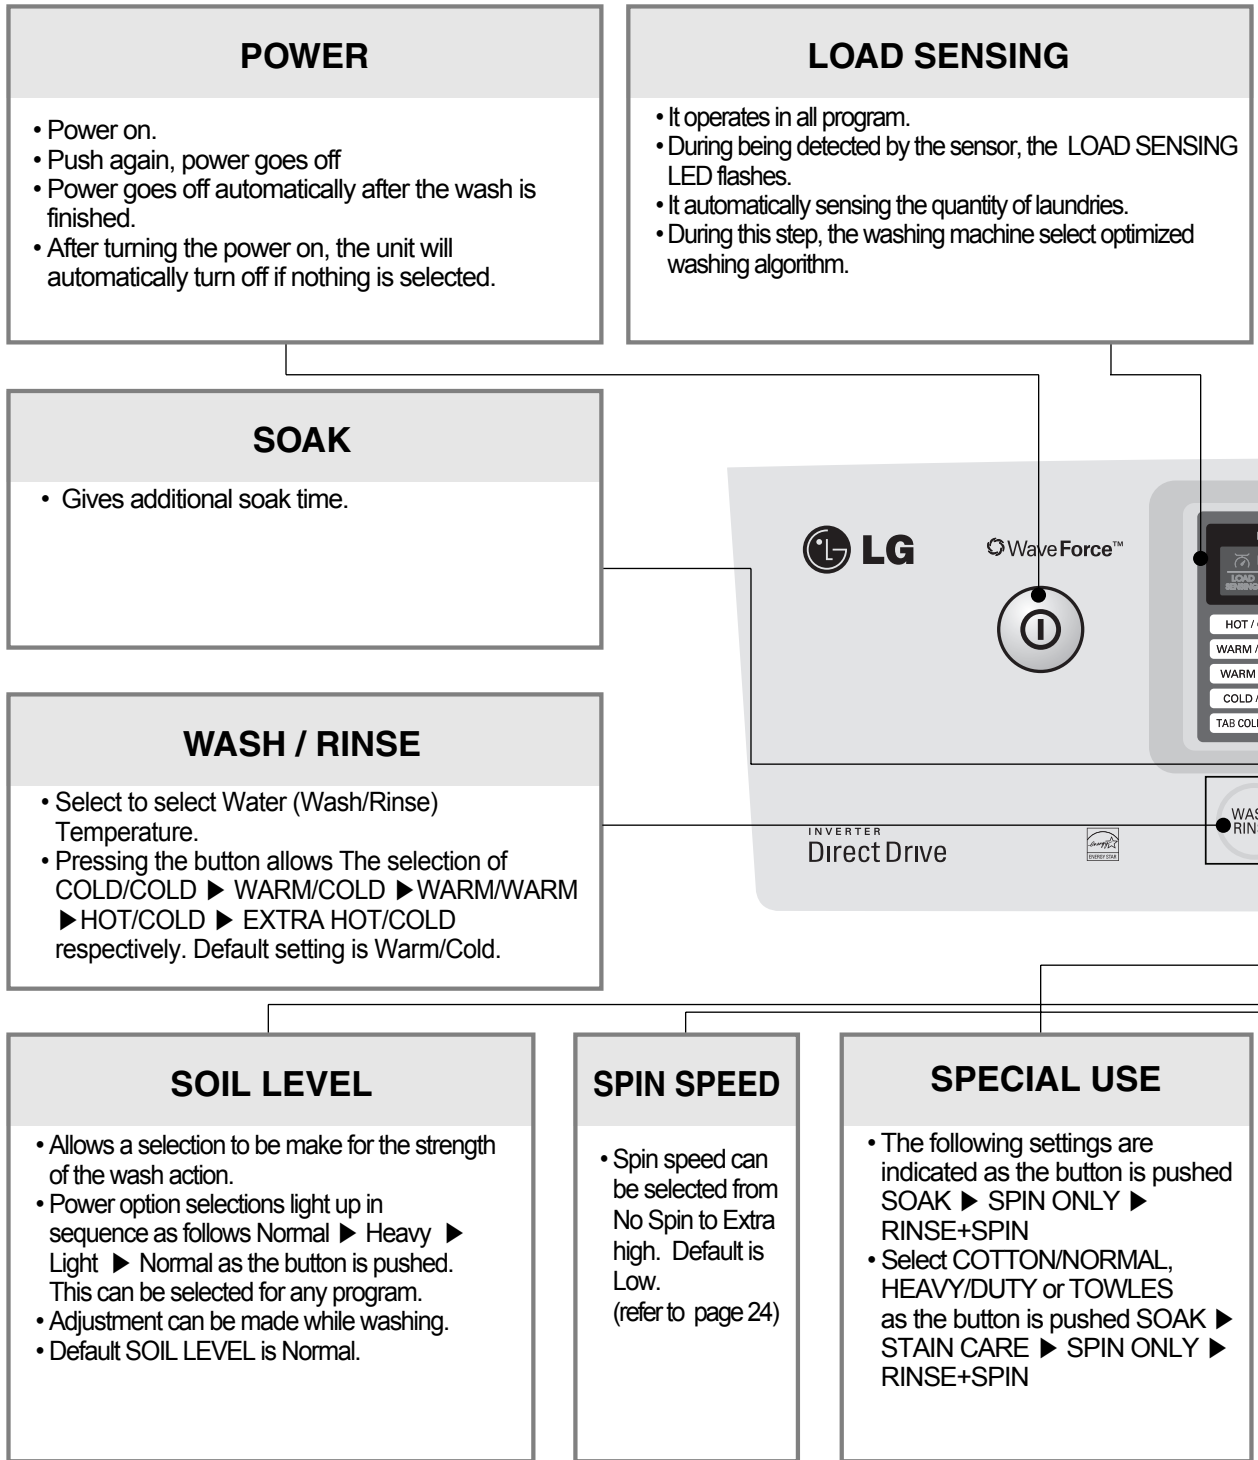 POWER
• Power on.
• Push again, power goes off
• Power goes off automatically after the wash is
finished.
• After turning the power on, the unit will
automatically turn off if nothing is selected.
LOAD SENSING
• It operates in all program.
• During being detected by the sensor, the LOAD SENSING
LED flashes.
• It automatically sensing the quantity of laundries.
• During this step, the washing machine select optimized
washing algorithm.
SOAK
• Gives additional soak time.
LG
WaveForce™
LOAD
SENSING
HOT /
WARM /
WARM
COLD /
TAB COL
WASH / RINSE
• Select to select Water (Wash/Rinse)
Temperature.
• Pressing the button allows The selection of
COLD/COLD ▶ WARM/COLD ▶WARM/WARM
▶HOT/COLD ▶ EXTRA HOT/COLD
respectively. Default setting is Warm/Cold.
INVERTER
Direct Drive
ENERGY STAR
WAS
RIN
SOIL LEVEL
• Allows a selection to be make for the strength
of the wash action.
• Power option selections light up in
sequence as follows Normal ▶ Heavy ▶
Light ▶ Normal as the button is pushed.
This can be selected for any program.
• Adjustment can be made while washing.
• Default SOIL LEVEL is Normal.
SPIN SPEED
• Spin speed can
be selected from
No Spin to Extra
high. Default is
Low.
(refer to page 24)
SPECIAL USE
• The following settings are
indicated as the button is pushed
SOAK ▶ SPIN ONLY ▶
RINSE+SPIN
• Select COTTON/NORMAL,
HEAVY/DUTY or TOWLES
as the button is pushed SOAK ▶
STAIN CARE ▶ SPIN ONLY ▶
RINSE+SPIN